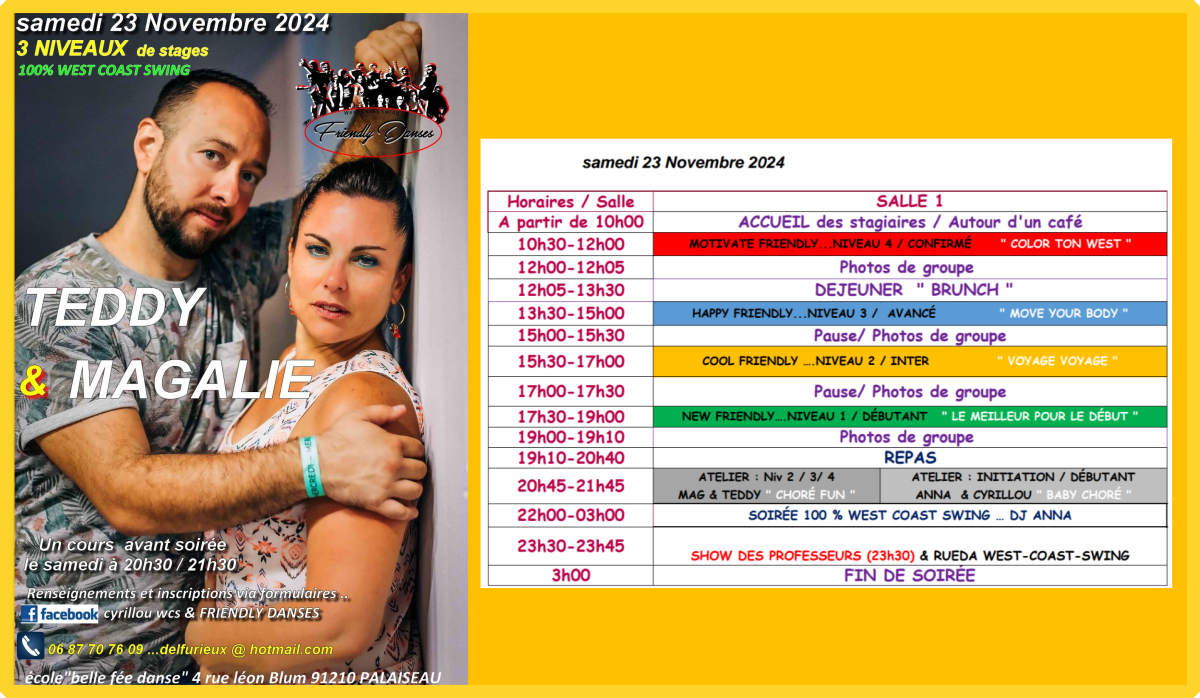 samedi 23 Novembre 2024
3 NIVEAUX de stages
100% WEST COAST SWING
Friendly Danses
TEDDY
& MAGALIE
MERCREDI - MER
Un cours avant soirée
le samedi à 20h30 / 21h30
Renseignements et inscriptions via formulaires ..
facebook cyrillou wcs & FRIENDLY DANSES
06 87 70 76 09 ...delfurieux @ hotmail.com
école"belle fée danse" 4 rue léon Blum 91210 PALAISEAU
samedi 23 Novembre 2024
Horaires / Salle SALLE 1
A partir de 10h00 ACCUEIL des stagiaires / Autour d'un café
10h30-12h00 MOTIVATE FRIENDLY...NIVEAU 4 / CONFIRMÉ " COLOR TON WEST "
12h00-12h05 Photos de groupe
12h05-13h30 DEJEUNER " BRUNCH "
13h30-15h00 HAPPY FRIENDLY...NIVEAU 3 / AVANCÉ " MOVE YOUR BODY "
15h00-15h30 Pause/ Photos de groupe
15h30-17h00 COOL FRIENDLY ....NIVEAU 2 / INTER " VOYAGE VOYAGE "
17h00-17h30 Pause/ Photos de groupe
17h30-19h00 NEW FRIENDLY....NIVEAU 1 / DÉBUTANT " LE MEILLEUR POUR LE DÉBUT "
19h00-19h10 Photos de groupe
19h10-20h40 REPAS
20h45-21h45 ATELIER : Niv 2 / 3/ 4 ATELIER : INITIATION / DÉBUTANT
MAG & TEDDY " CHORÉ FUN " ANNA & CYRILLOU " BABY CHORÉ "
22h00-03h00 SOIRÉE 100 % WEST COAST SWING ... DJ ANNA
23h30-23h45 SHOW DES PROFESSEURS (23h30) & RUEDA WEST-COAST-SWING
3h00 FIN DE SOIRÉE